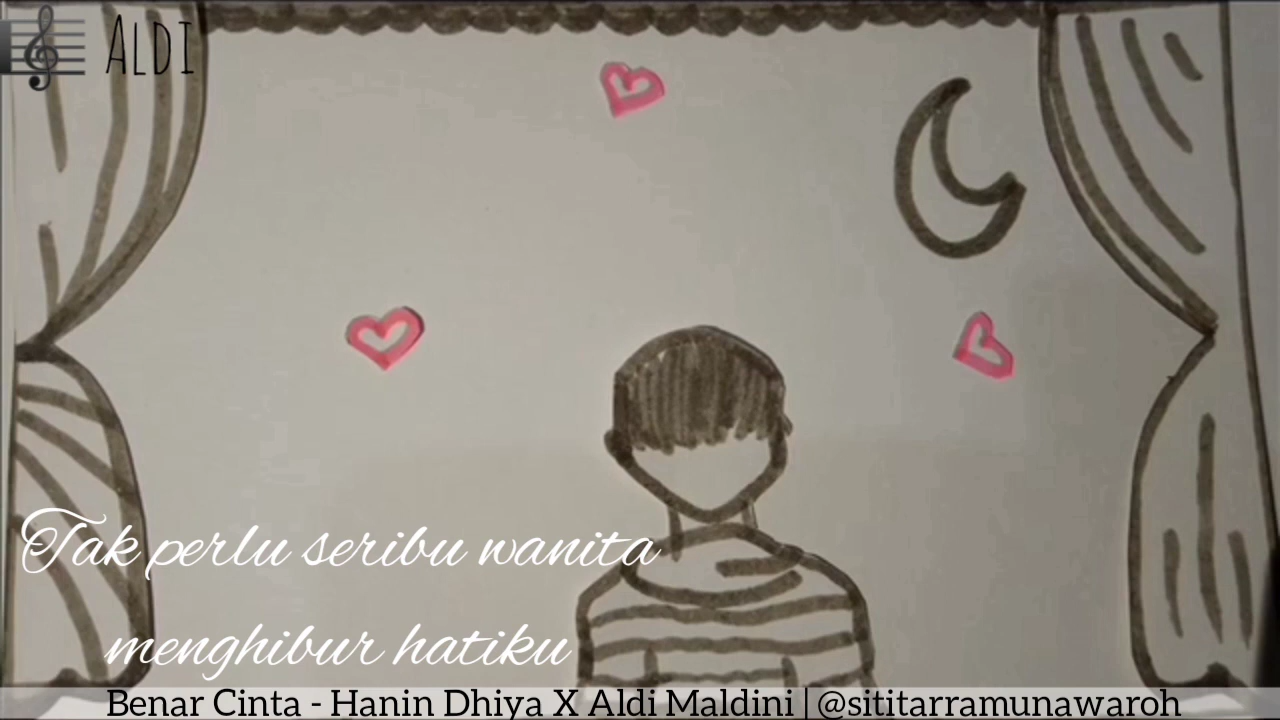 ALDI
Tak perlu seribu wanita
menghibur hatiku
Benar Cinta - Hanin Dhiya X Aldi Maldini | @sititarramunawaroh